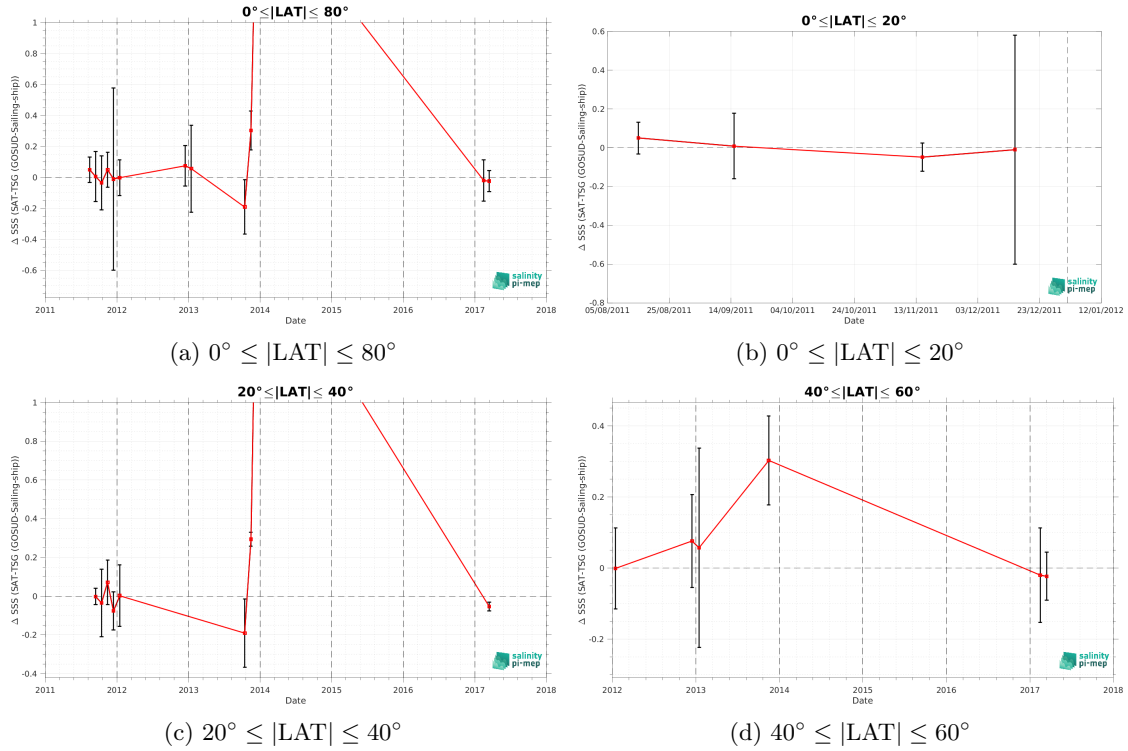 0°≤|LAT|≤ 80°
Δ SSS (SAT-TSG (GOSUD-Sailing-ship))
1
0.8
0.6
0.4
0.2
0
-0.2
-0.4
-0.6
salinity
pi-mep
2011 2012 2013 2014 2015 2016 2017 2018
Date
(a) 0° ≤ |LAT| ≤ 80°
0°≤|LAT|≤ 20°
Δ SSS (SAT-TSG (GOSUD-Sailing-ship))
0.6
0.4
0.2
0
-0.2
-0.4
-0.6
-0.8
salinity
pi-mep
05/08/2011 25/08/2011 14/09/2011 04/10/2011 24/10/2011 13/11/2011 03/12/2011 23/12/2011 12/01/2012
Date
(b) 0° ≤ |LAT| ≤ 20°
20°≤|LAT|≤ 40°
Δ SSS (SAT-TSG (GOSUD-Sailing-ship))
1
0.8
0.6
0.4
0.2
0
-0.2
-0.4
salinity
pi-mep
2011 2012 2013 2014 2015 2016 2017 2018
Date
(c) 20° ≤ |LAT| ≤ 40°
40°≤|LAT|≤ 60°
Δ SSS (SAT-TSG (GOSUD-Sailing-ship))
0.4
0.2
0
-0.2
salinity
pi-mep
2012 2013 2014 2015 2016 2017 2018
Date
(d) 40° ≤ |LAT| ≤ 60°